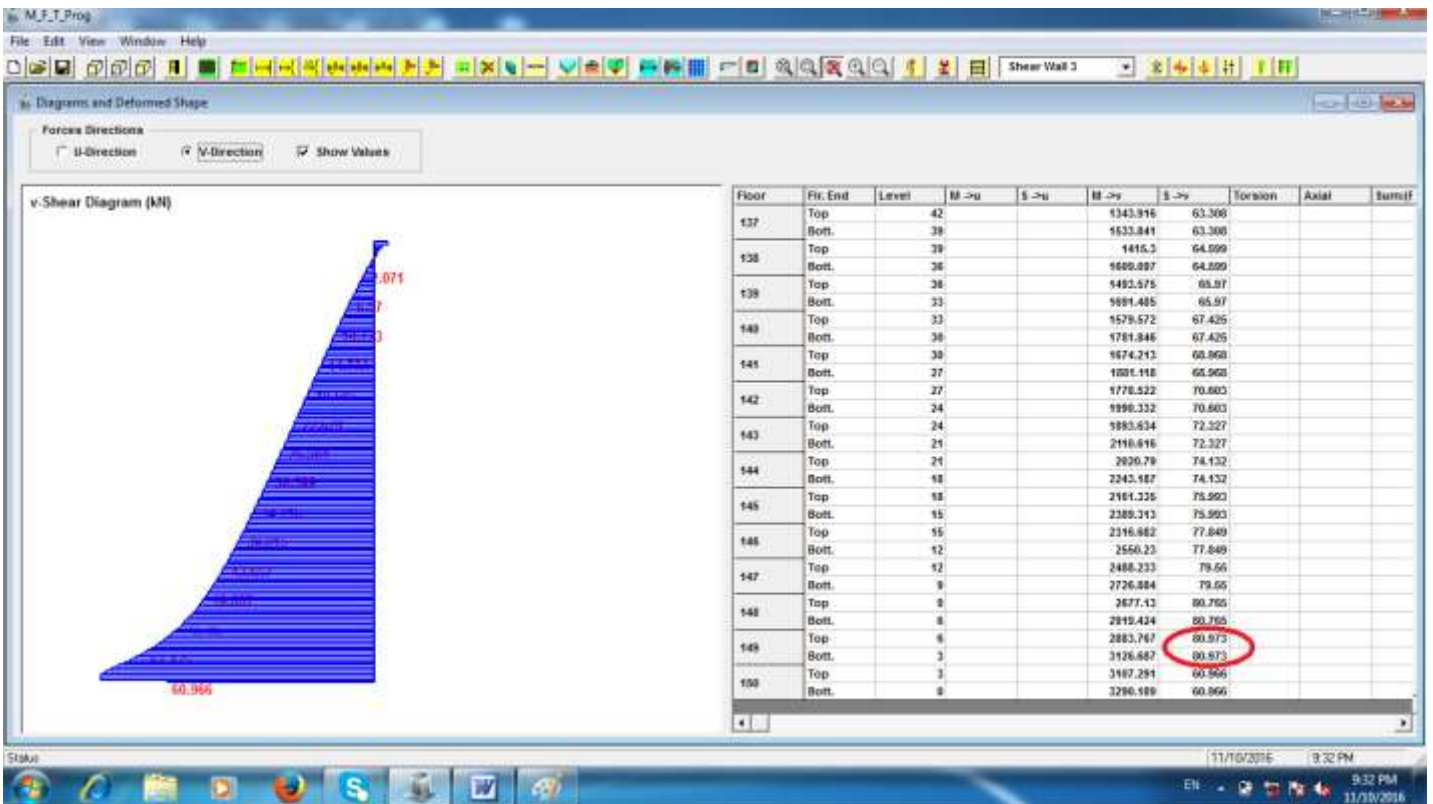 M_F_T_Prog
File Edit View Window Help
Shear Wall 3
Diagrams and Deformed Shape
Forces Directions
U-Direction V-Direction Show Values
v-Shear Diagram (kN)
60.966
Floor Flr. End Level M ->u S ->u M ->v S ->v Torsion Axial Sum(F
137 Top 42 1343.916 63.308
Bott. 39 1533.841 63.308
138 Top 39 1415.3 64.599
Bott. 36 1609.097 64.599
139 Top 36 1493.575 65.97
Bott. 33 1691.485 65.97
140 Top 33 1579.572 67.425
Bott. 30 1781.846 67.425
141 Top 30 1674.213 68.968
Bott. 27 1881.118 68.968
142 Top 27 1778.522 70.603
Bott. 24 1990.332 70.603
143 Top 24 1893.634 72.327
Bott. 21 2110.616 72.327
144 Top 21 2020.79 74.132
Bott. 18 2243.187 74.132
145 Top 18 2161.335 75.993
Bott. 15 2389.313 75.993
146 Top 15 2316.682 77.849
Bott. 12 2550.23 77.849
147 Top 12 2488.233 79.55
Bott. 9 2726.884 79.55
148 Top 9 2677.13 80.765
Bott. 6 2919.424 80.765
149 Top 6 2883.767 80.973
Bott. 3 3126.687 80.973
150 Top 3 3107.291 60.966
Bott. 0 3290.189 60.966
Status 11/10/2016 9:32 PM
EN 9:32 PM
11/10/2016